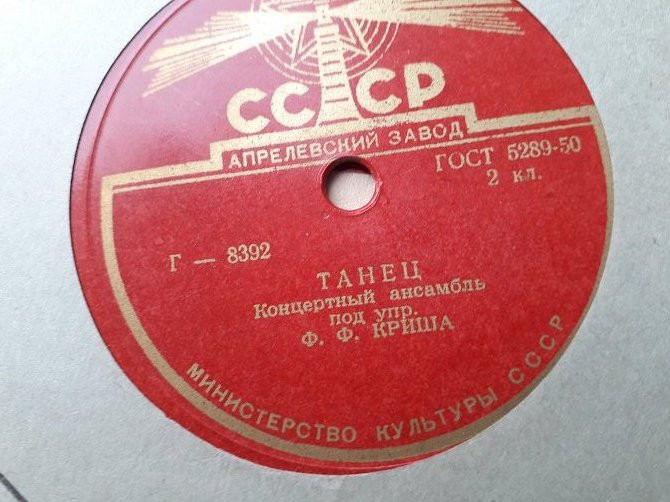 СССР
АПРЕЛЕВСКИЙ ЗАВОД
ГОСТ 5289-50
2 кл.
Г — 8392
ТАНЕЦ
Концертный ансамбль
под упр.
Ф. Ф. КРИША
МИНИСТЕРСТВО КУЛЬТУРЫ СССР